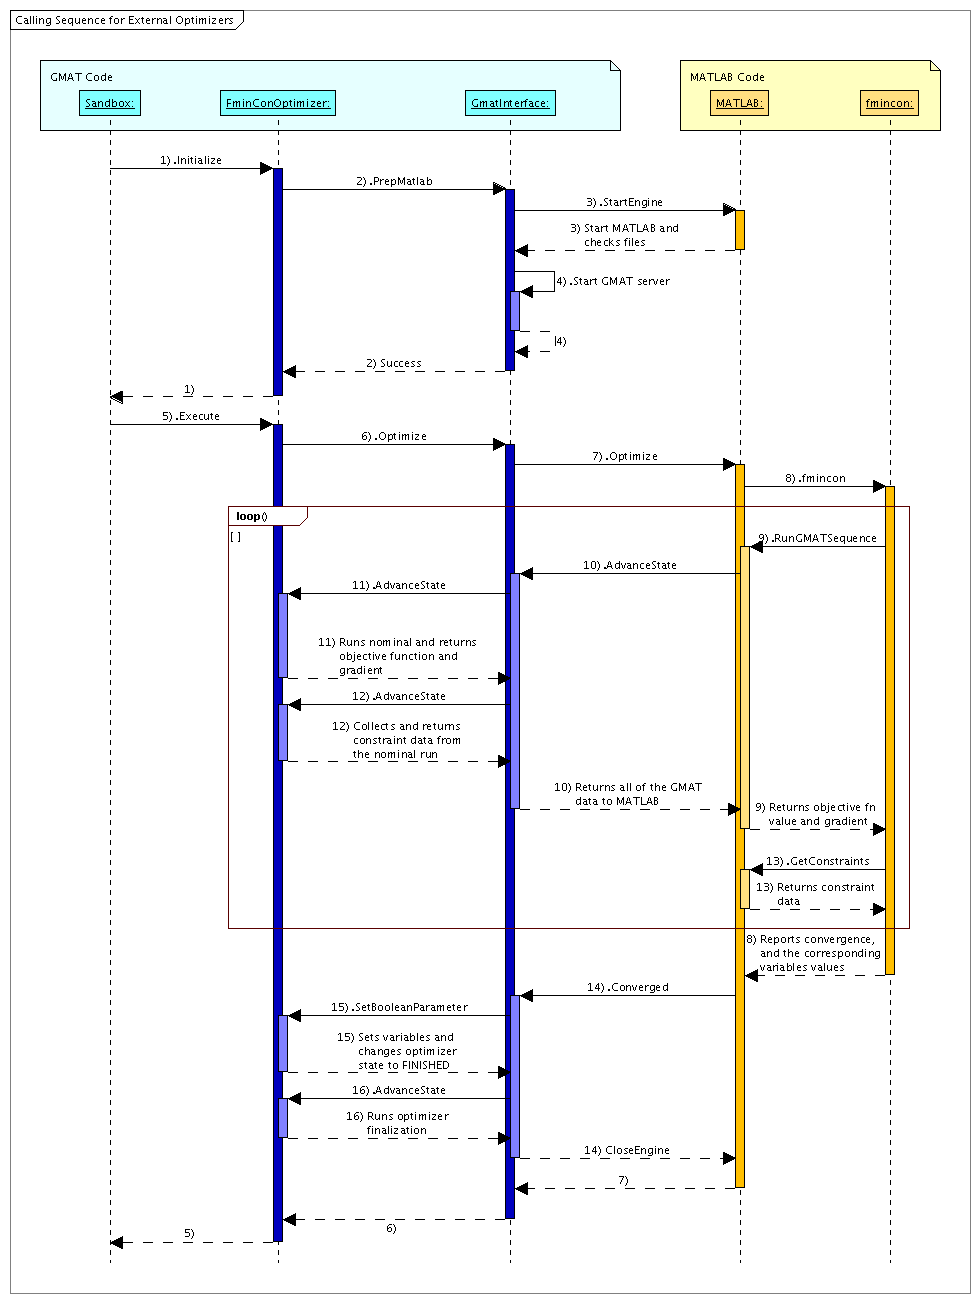 Calling Sequence for External Optimizers
GMAT Code
MATLAB Code
Sandbox:
FminConOptimizer:
GmatInterface:
MATLAB:
fmincon:
1).Initialize
2).PrepMatlab
3).StartEngine
3) Start MATLAB and
checks files
4).Start GMAT server
4)
2) Success
1)
5).Execute
6).Optimize
7).Optimize
8).fmincon
loop()
[ ]
9).RunGMATSequence
10).AdvanceState
11).AdvanceState
11) Runs nominal and returns
objective function and
gradient
12).AdvanceState
12) Collects and returns
constraint data from
the nominal run
10) Returns all of the GMAT
data to MATLAB
9) Returns objective fn
value and gradient
13).GetConstraints
13) Returns constraint
data
8) Reports convergence,
and the corresponding
variables values
14).Converged
15).SetBooleanParameter
15) Sets variables and
changes optimizer
state to FINISHED
16).AdvanceState
16) Runs optimizer
finalization
14) CloseEngine
7)
6)
5)